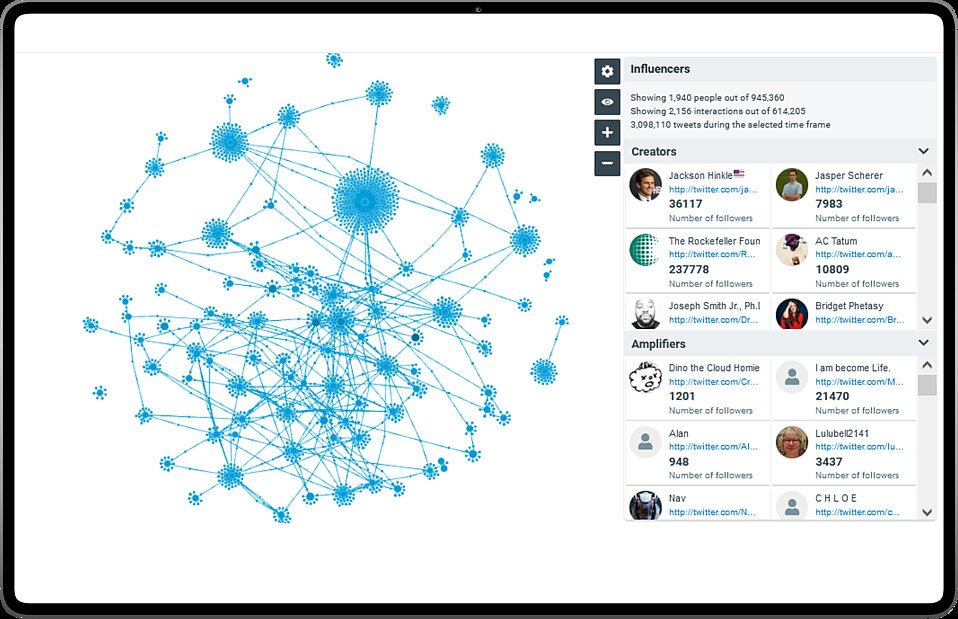 Influencers
Showing 1,940 people out of 945,360
Showing 2,156 interactions out of 614,205
3,098,110 tweets during the selected time frame
Creators
Jackson Hinkle
http://twitter.com/ja...
36117
Number of followers
Jasper Scherer
http://twitter.com/ja...
7983
Number of followers
The Rockefeller Foun
http://twitter.com/R...
237778
Number of followers
AC Tatum
http://twitter.com/a...
10809
Number of followers
Joseph Smith Jr., Ph.I
http://twitter.com/Dr...
Bridget Phetasy
http://twitter.com/Br...
Amplifiers
Dino the Cloud Homie
http://twitter.com/Cr...
1201
Number of followers
I am become Life.
http://twitter.com/M...
21470
Number of followers
Alan
http://twitter.com/Al...
948
Number of followers
Lulubell2141
http://twitter.com/lu...
3437
Number of followers
Nav
http://twitter.com/N...
C H L O E
http://twitter.com/c...